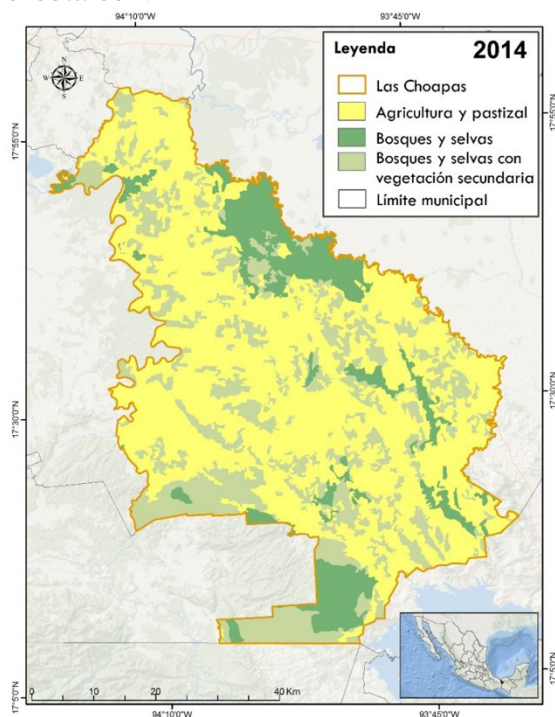 94°10'0"W
93°45'0"W
Leyenda
2014
Las Choapas
Agricultura y pastizal
Bosques y selvas
Bosques y selvas con
vegetación secundaria
Límite municipal
N
W
E
S
17°55'0"N
17°55'0"N
17°30'0"N
17°30'0"N
17°5'0"N
17°5'0"N
0
10
20
40 Km
94°10'0"W
93°45'0"W